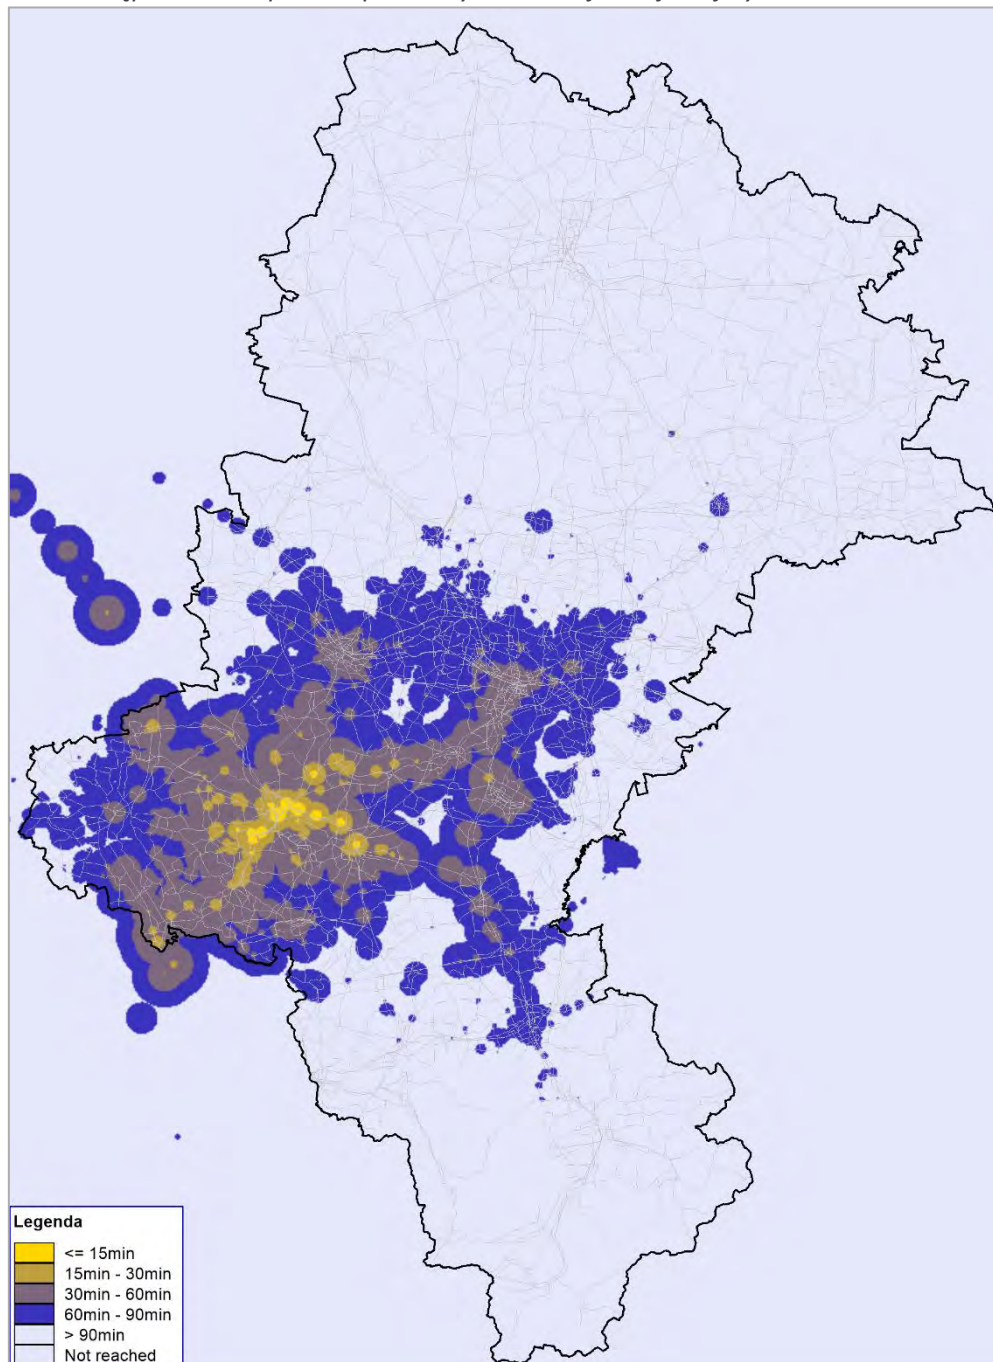 Legenda
<= 15min
15min - 30min
30min - 60min
60min - 90min
> 90min
Not reached